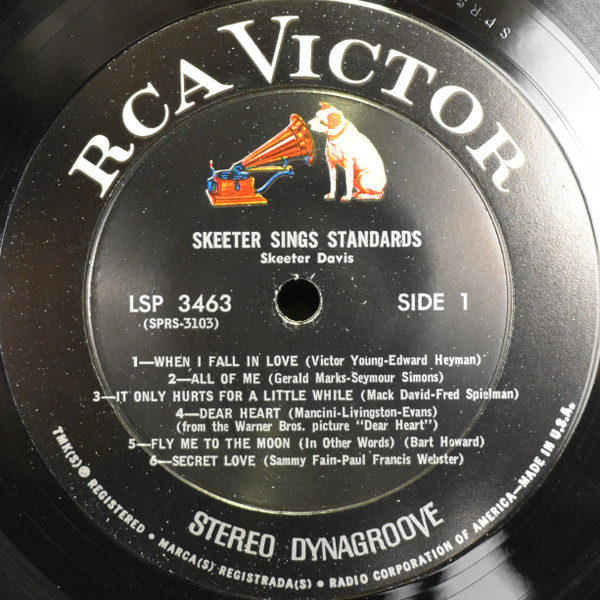 RCA VICTOR
SKEETER SINGS STANDARDS
Skeeter Davis
LSP 3463
(SPRS-3103)
SIDE 1
1—WHEN I FALL IN LOVE (Victor Young-Edward Heyman)
2—ALL OF ME (Gerald Marks-Seymour Simons)
3—IT ONLY HURTS FOR A LITTLE WHILE (Mack David-Fred Spielman)
4—DEAR HEART (Mancini-Livingston-Evans)
(from the Warner Bros. picture "Dear Heart")
5—FLY ME TO THE MOON (In Other Words) (Bart Howard)
6—SECRET LOVE (Sammy Fain-Paul Francis Webster)
STEREO DYNAGROOVE
TMK(S) ® REGISTERED • MARCA(S) REGISTRADA(S) • RADIO CORPORATION OF AMERICA—MADE IN U.S.A.
SPRS